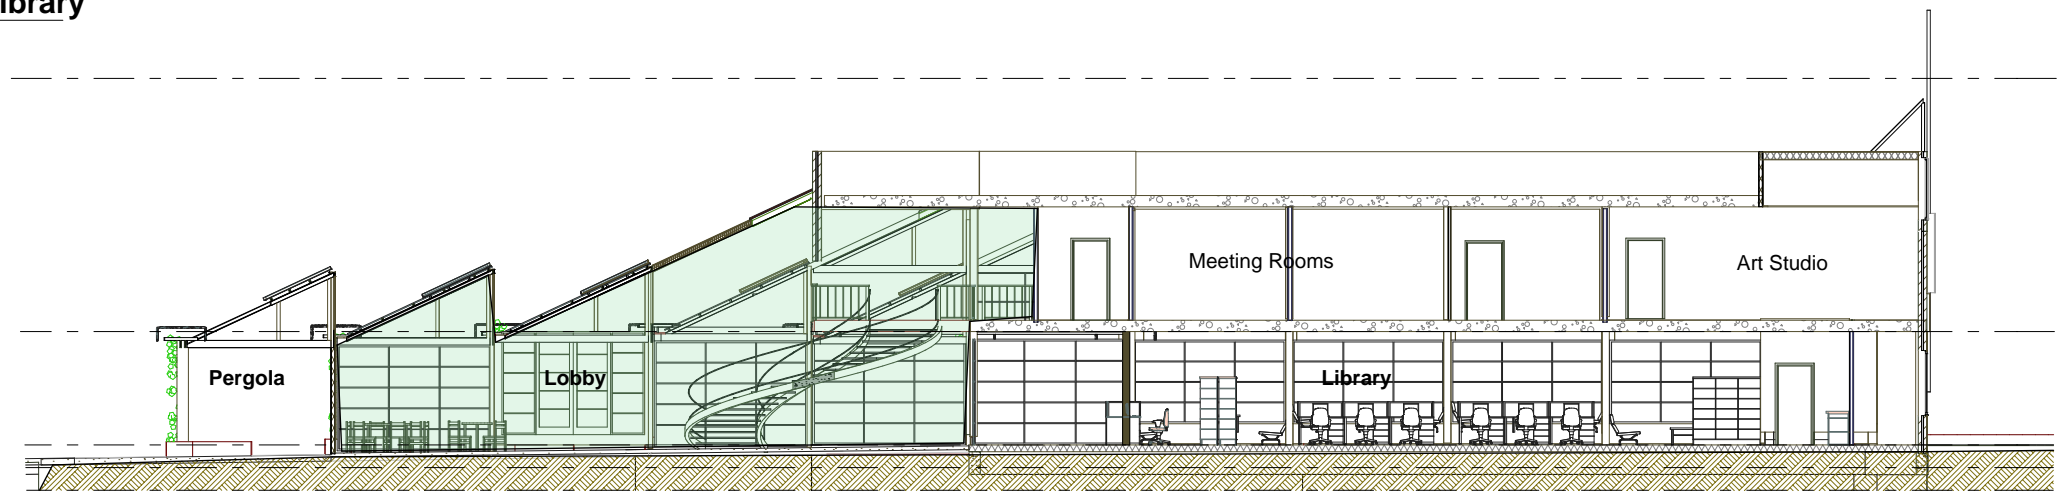 Library
Meeting Rooms
Art Studio
Pergola
Lobby
Library